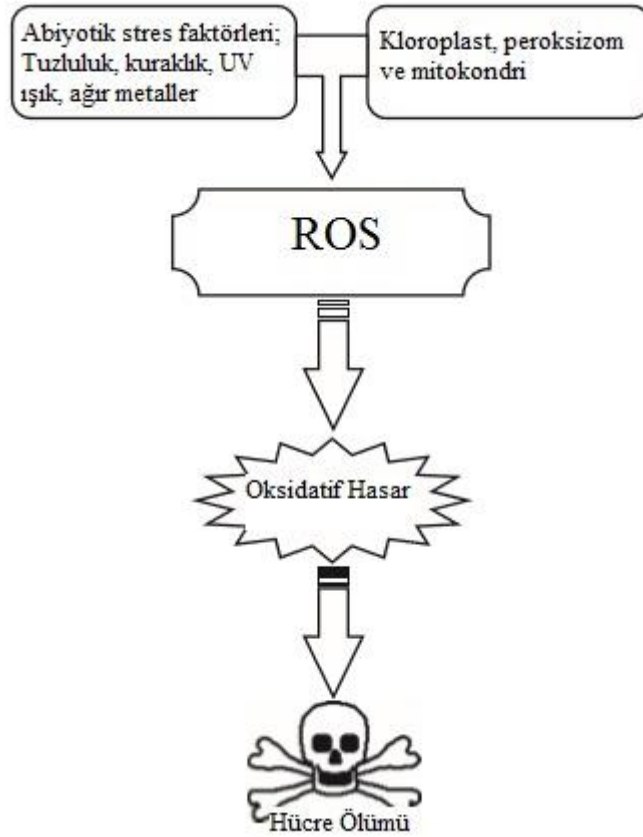 Abiyotik stres faktörleri;
Tuzluluk, kuraklık, UV
ışık, ağır metaller
Kloroplast, peroksizom
ve mitokondri
ROS
Oksidatif Hasar
Hücre Ölümü